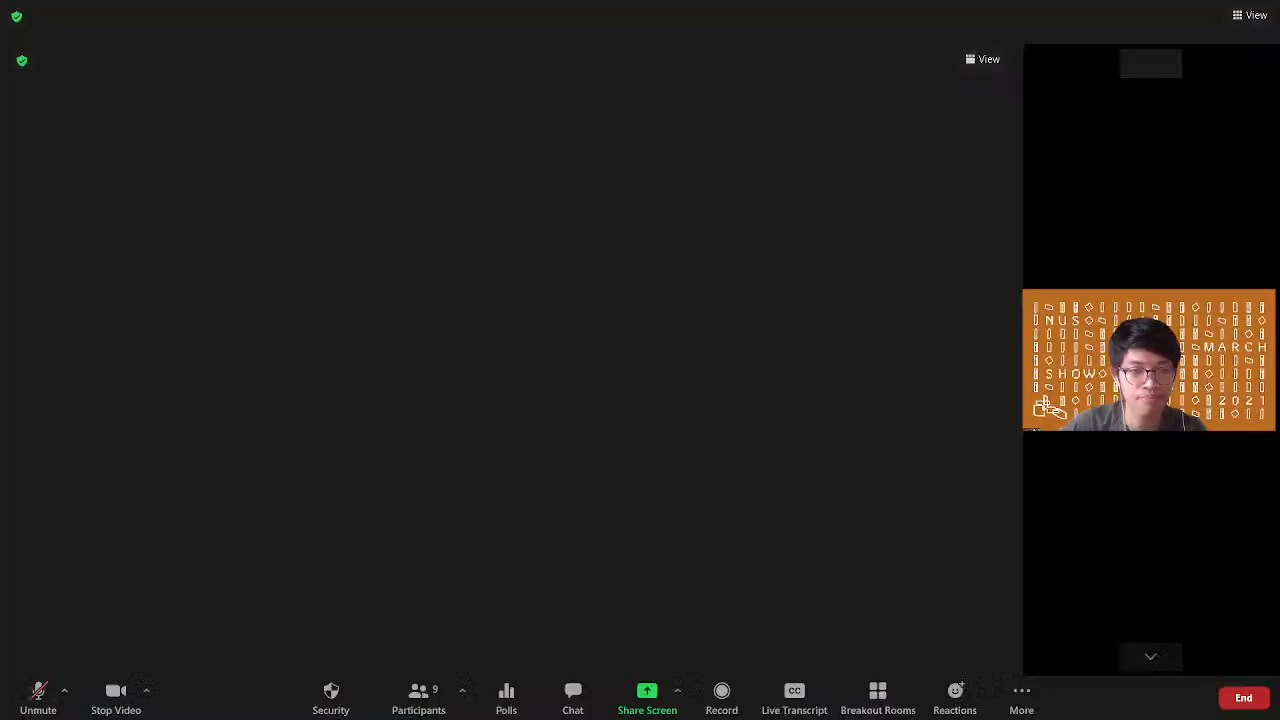 View
View
NUS
MARCH
SHOW
2021
9
Unmute
Stop Video
Security
Participants
Polls
Chat
Share Screen
Record
CC
Live Transcript
Breakout Rooms
Reactions
More
End